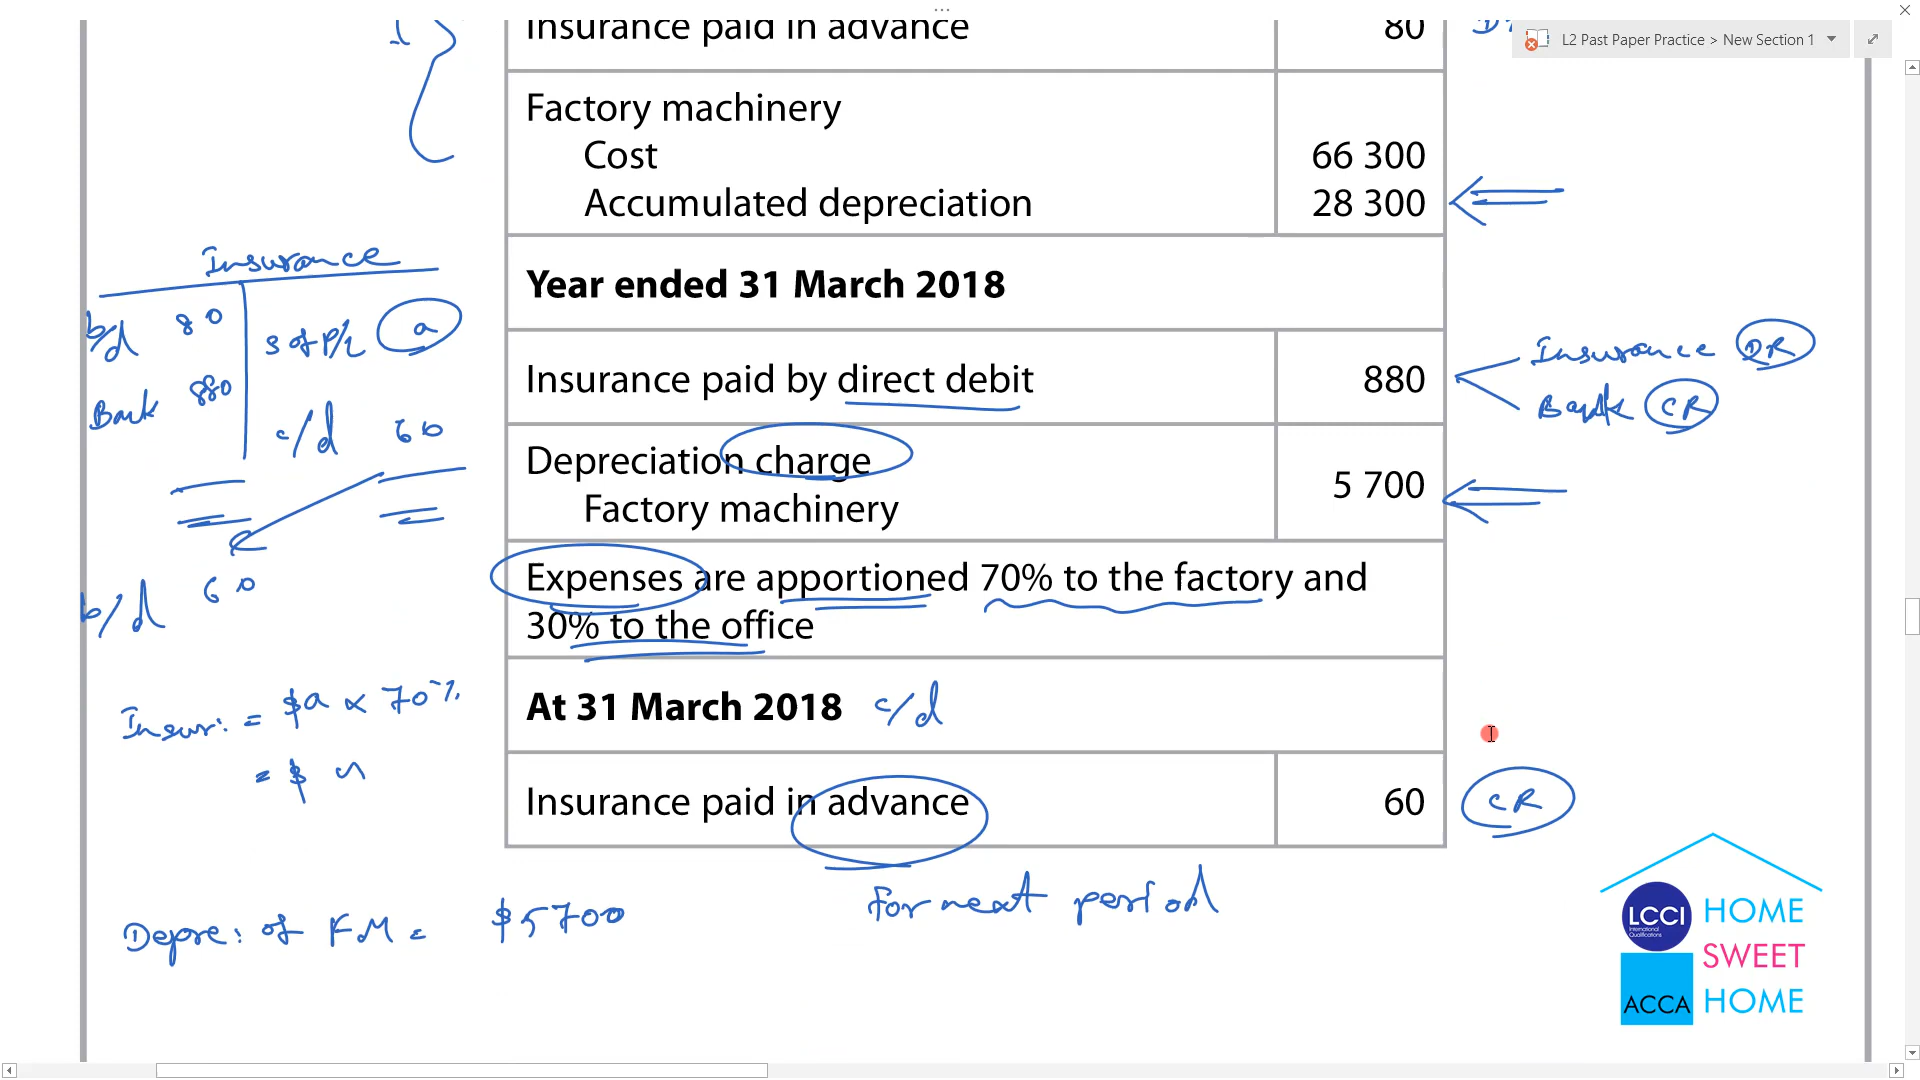 L2 Past Paper Practice > New Section 1
Insurance paid in advance 80
Factory machinery
Cost 66 300
Accumulated depreciation 28 300
Year ended 31 March 2018
Insurance paid by direct debit 880
Depreciation charge
Factory machinery 5 700
Expenses are apportioned 70% to the factory and
30% to the office
At 31 March 2018 c/d
Insurance paid in advance 60
CR
for next period
Insurance DR
Bank CR
Insurance
b/d 80
S of P/L a
Bank 880
c/d 60
b/d 60
Insur: = $a × 70%
= $
Depre: of FM = $5700
LCCI
International
Qualifications
ACCA
HOME
SWEET
HOME